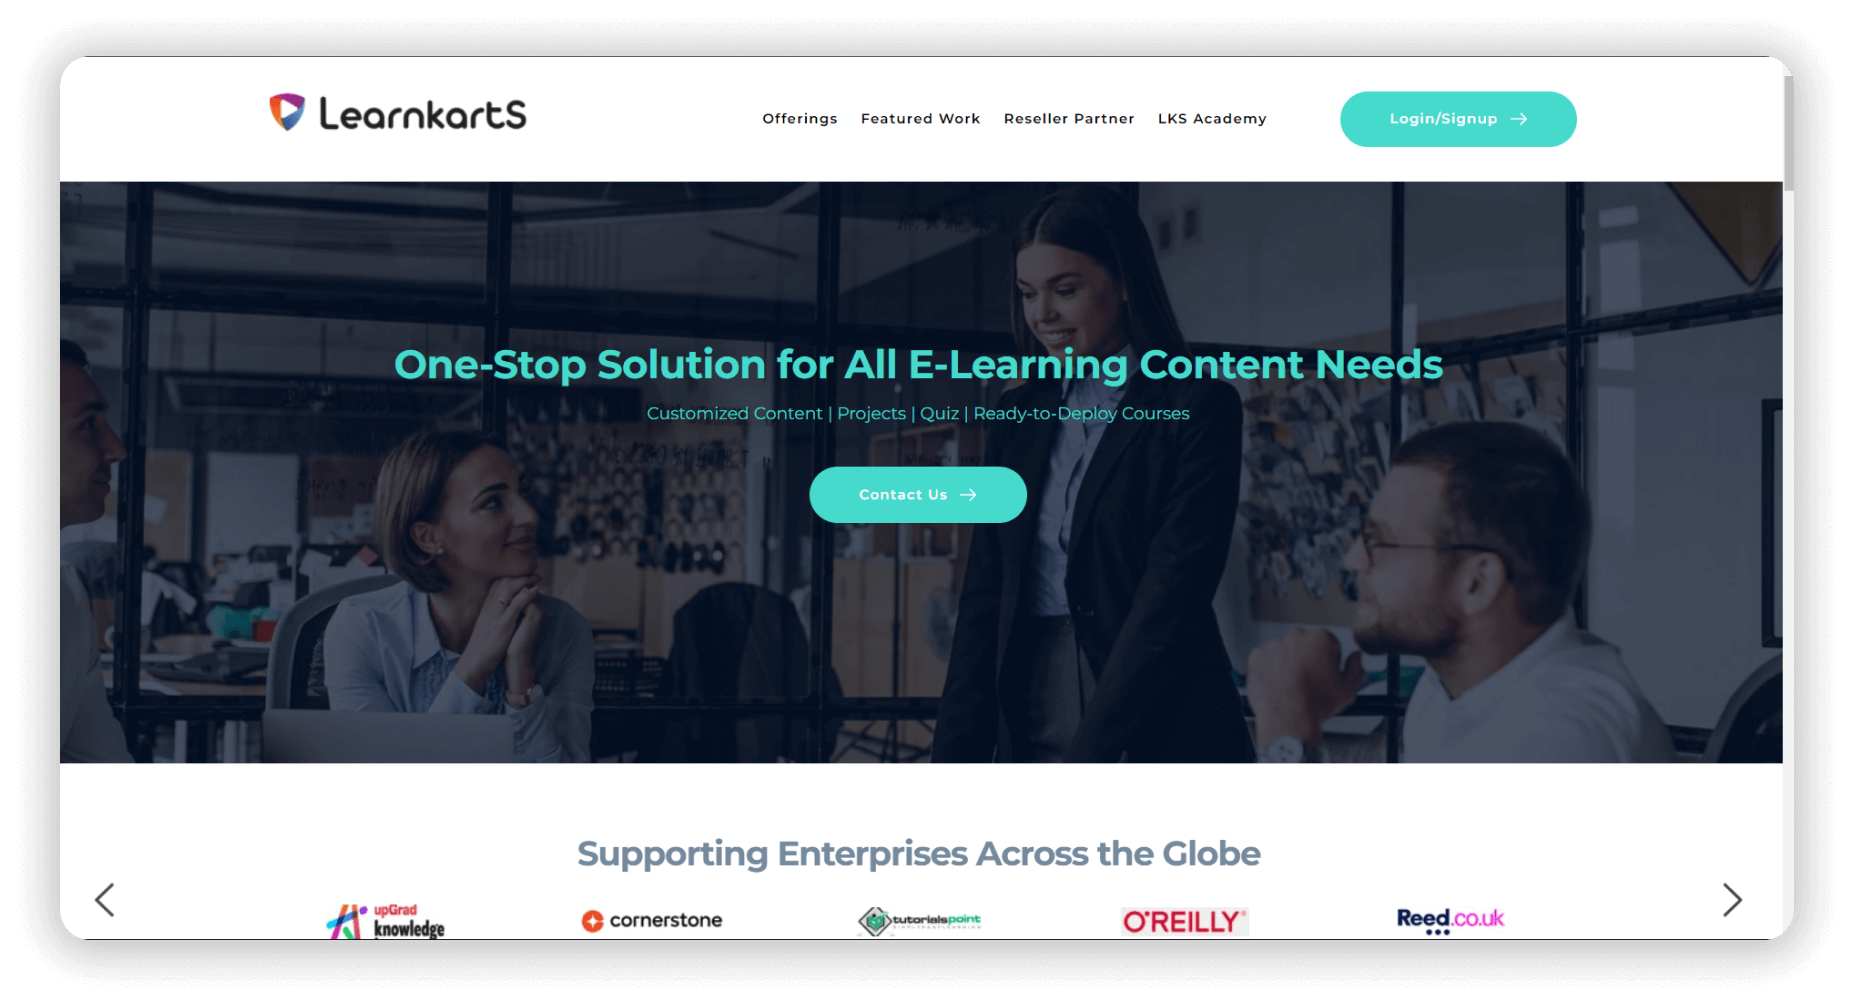 LearnkartS
Offerings Featured Work Reseller Partner LKS Academy
Login/Signup →
One-Stop Solution for All E-Learning Content Needs
Customized Content | Projects | Quiz | Ready-to-Deploy Courses
Contact Us →
Supporting Enterprises Across the Globe
upGrad
knowledge
cornerstone
tutorialspoint
SIMPLYEASYLEARNING
O'REILLY®
Reed.co.uk